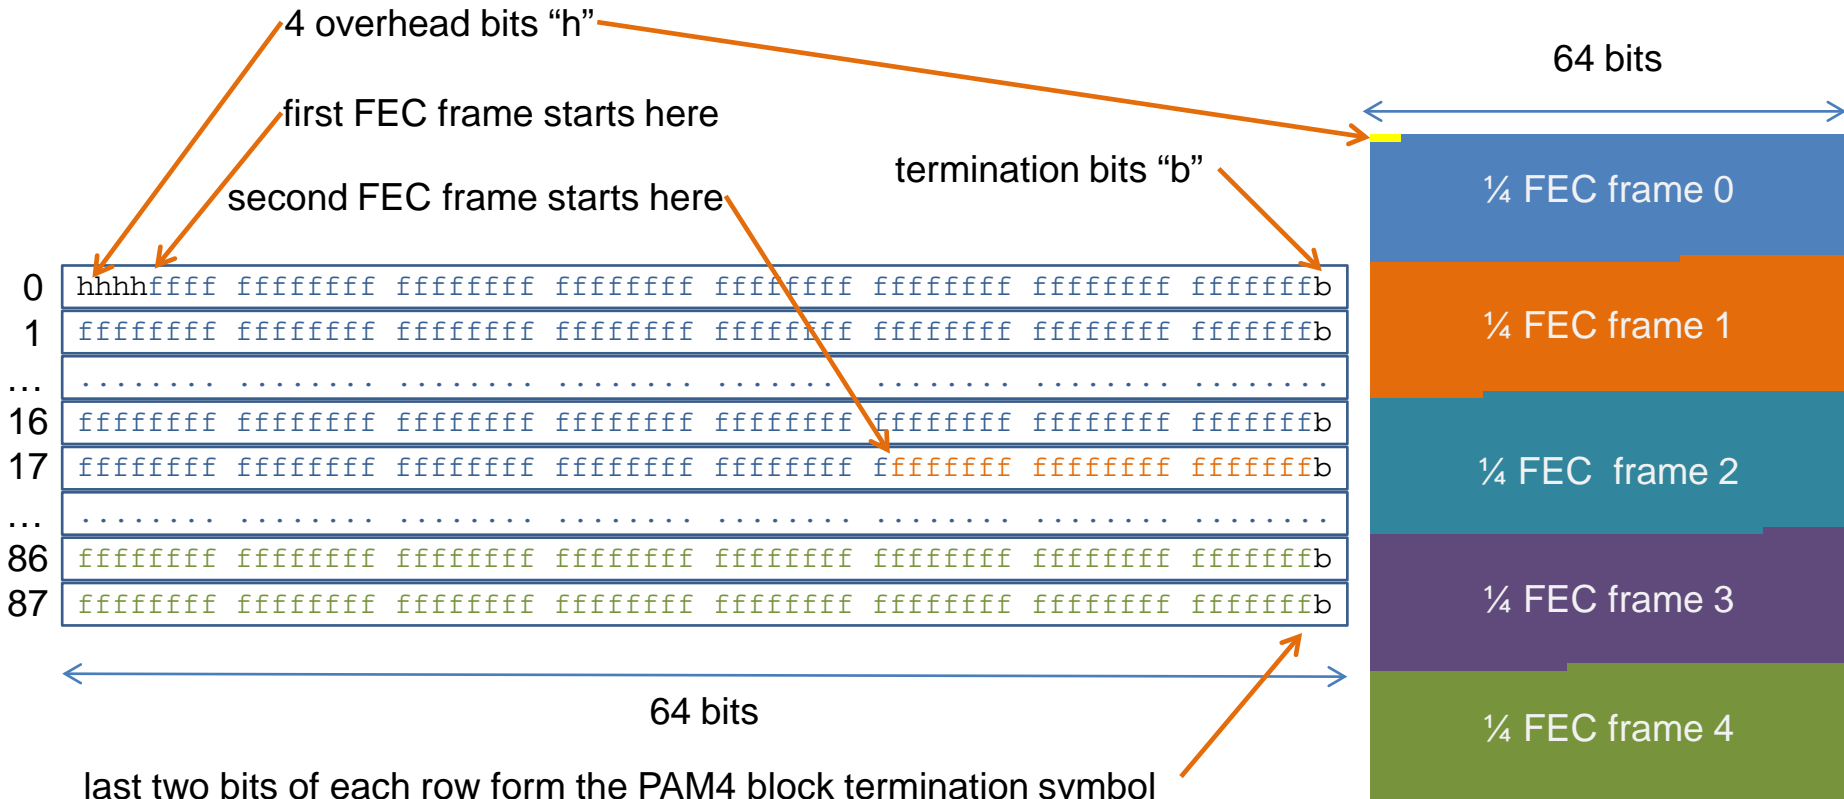 4 overhead bits “h”
64 bits
first FEC frame starts here
termination bits “b”
second FEC frame starts here
¼ FEC frame 0
0 hhhhffff ffffffff ffffffff ffffffff ffffffff ffffffff ffffffff fffffffb
1 ffffffff ffffffff ffffffff ffffffff ffffffff ffffffff ffffffff fffffffb
¼ FEC frame 1
... ........ ........ ........ ........ ........ ........ ........ ........
16 ffffffff ffffffff ffffffff ffffffff ffffffff ffffffff ffffffff fffffffb
17 ffffffff ffffffff ffffffff ffffffff ffffffff ffffffff ffffffff fffffffb
¼ FEC frame 2
... ........ ........ ........ ........ ........ ........ ........ ........
86 ffffffff ffffffff ffffffff ffffffff ffffffff ffffffff ffffffff fffffffb
87 ffffffff ffffffff ffffffff ffffffff ffffffff ffffffff ffffffff fffffffb
¼ FEC frame 3
64 bits
¼ FEC frame 4
last two bits of each row form the PAM4 block termination symbol